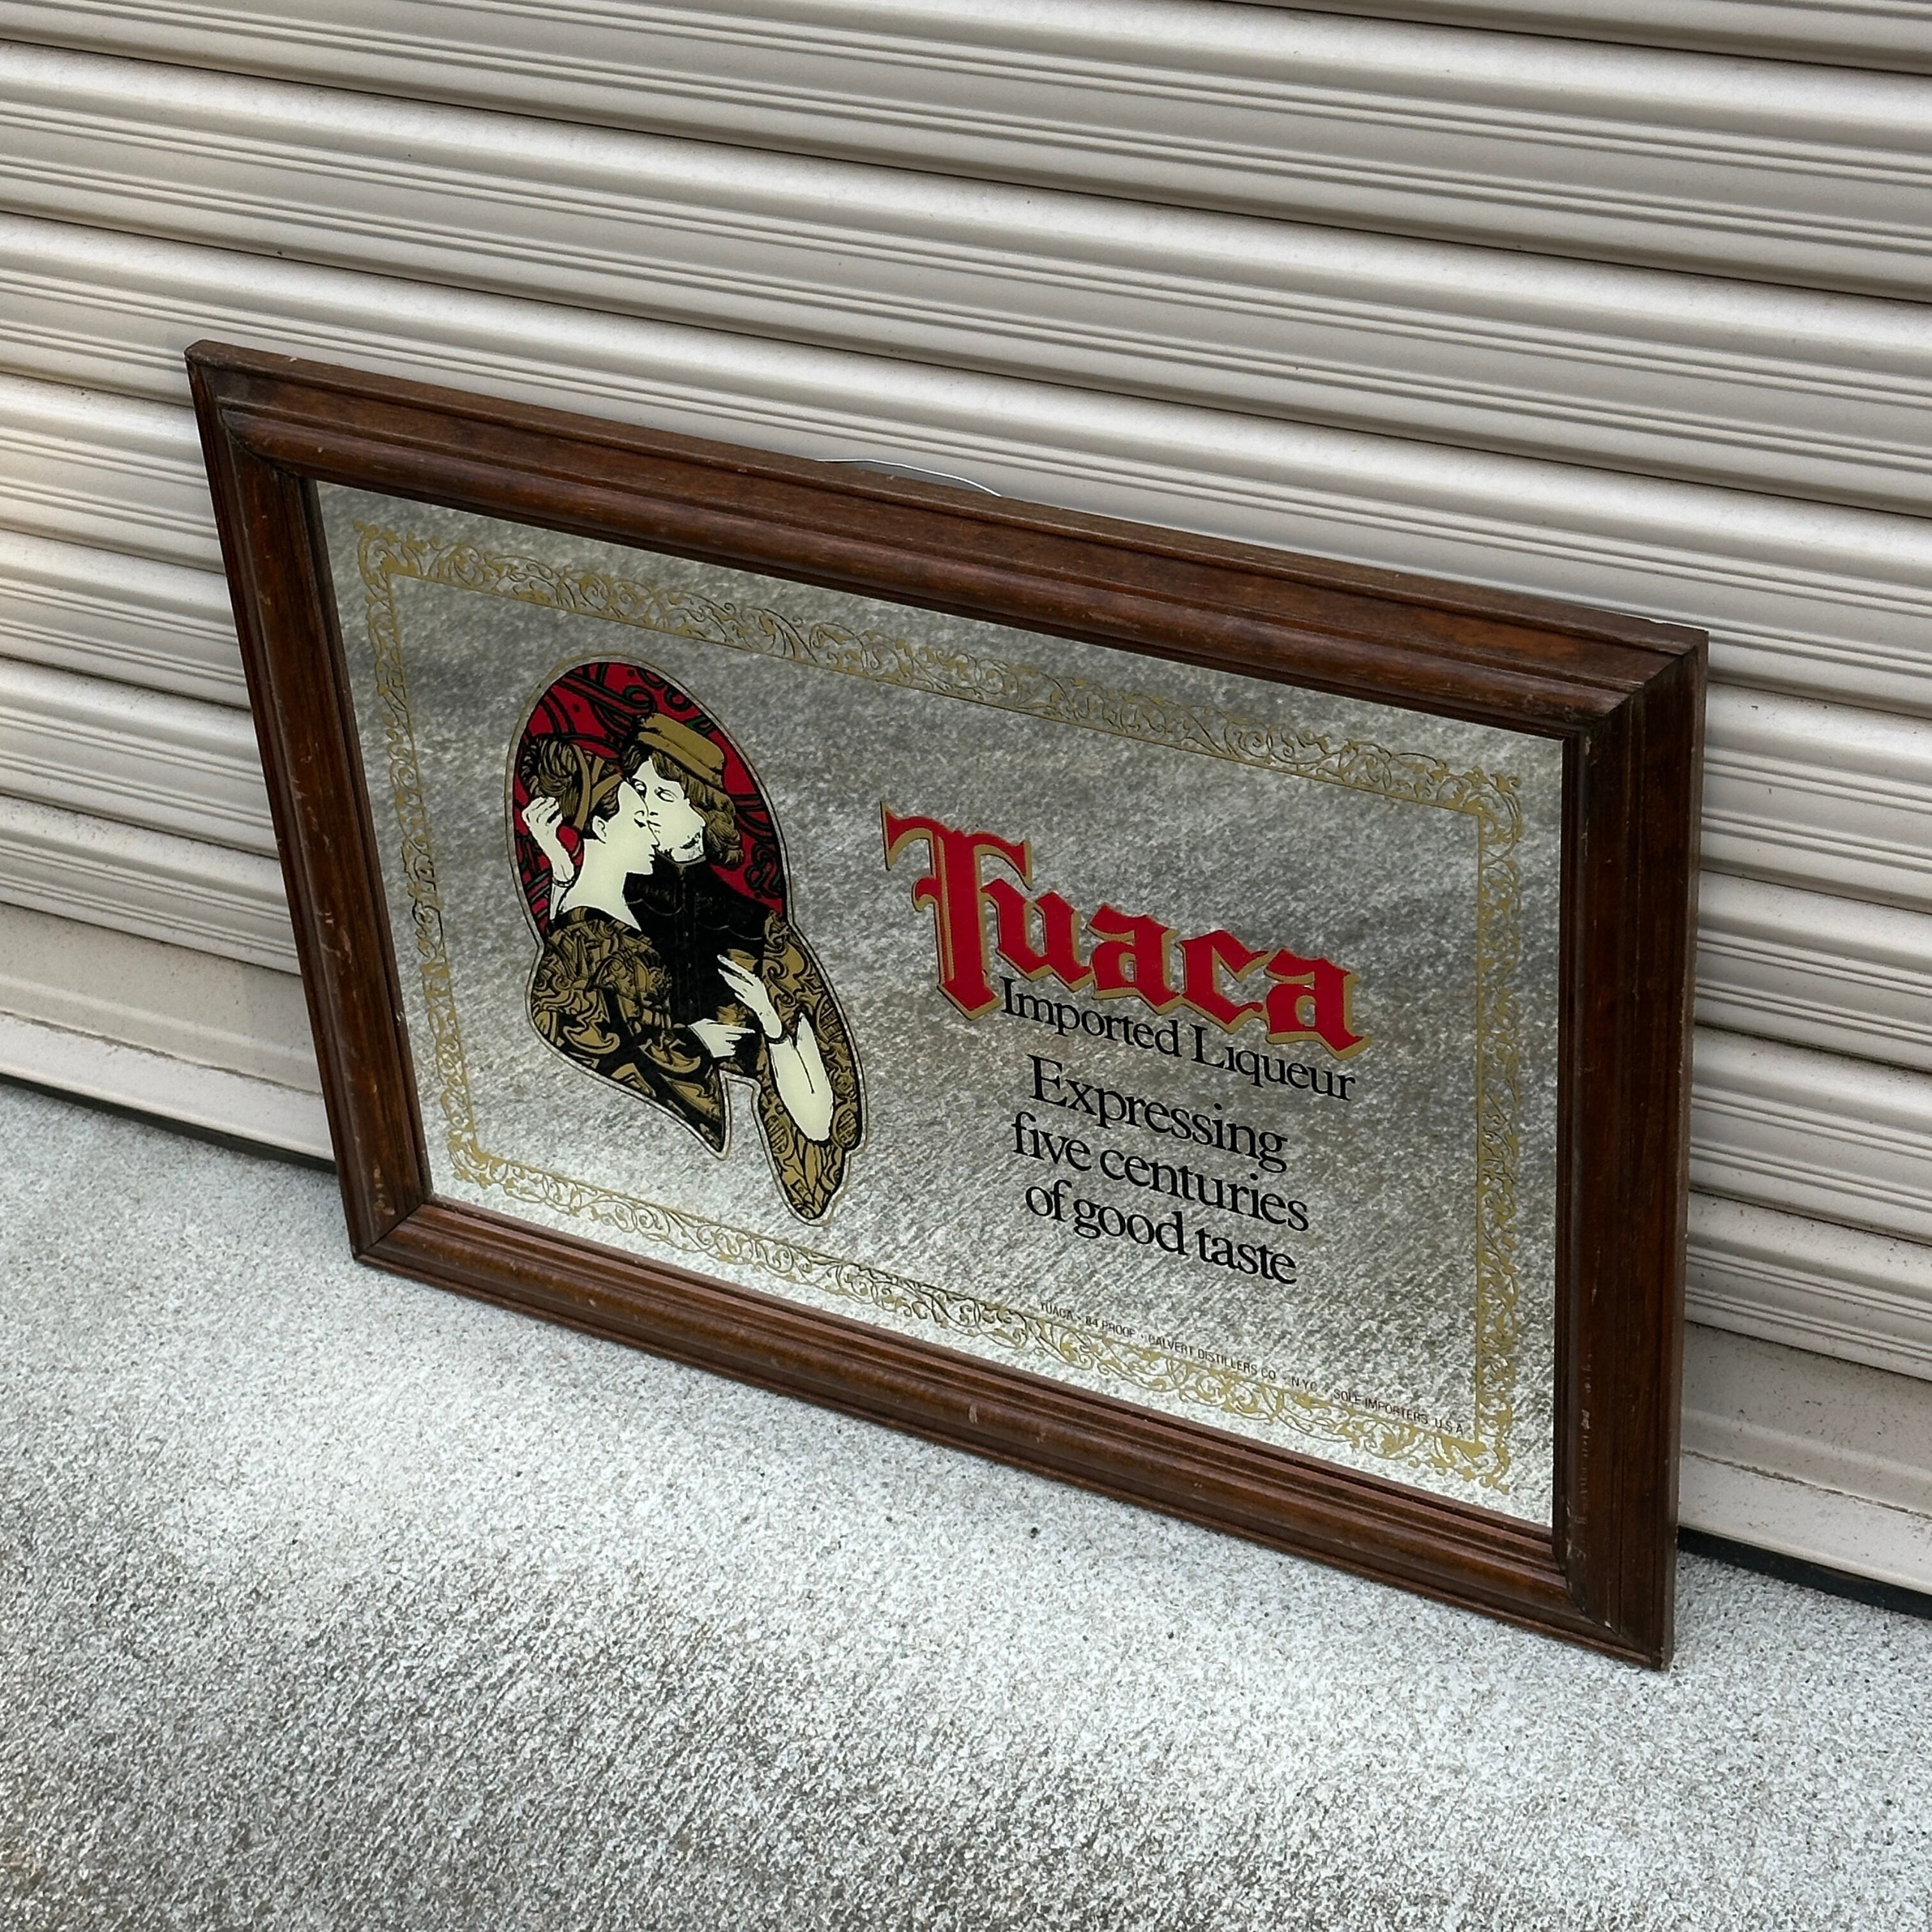 Tuaca
Imported Liqueur
Expressing
five centuries
of good taste
TUACA • 84 PROOF • CALVERT DISTILLERS CO • N.Y.C. • SOLE IMPORTERS U.S.A.